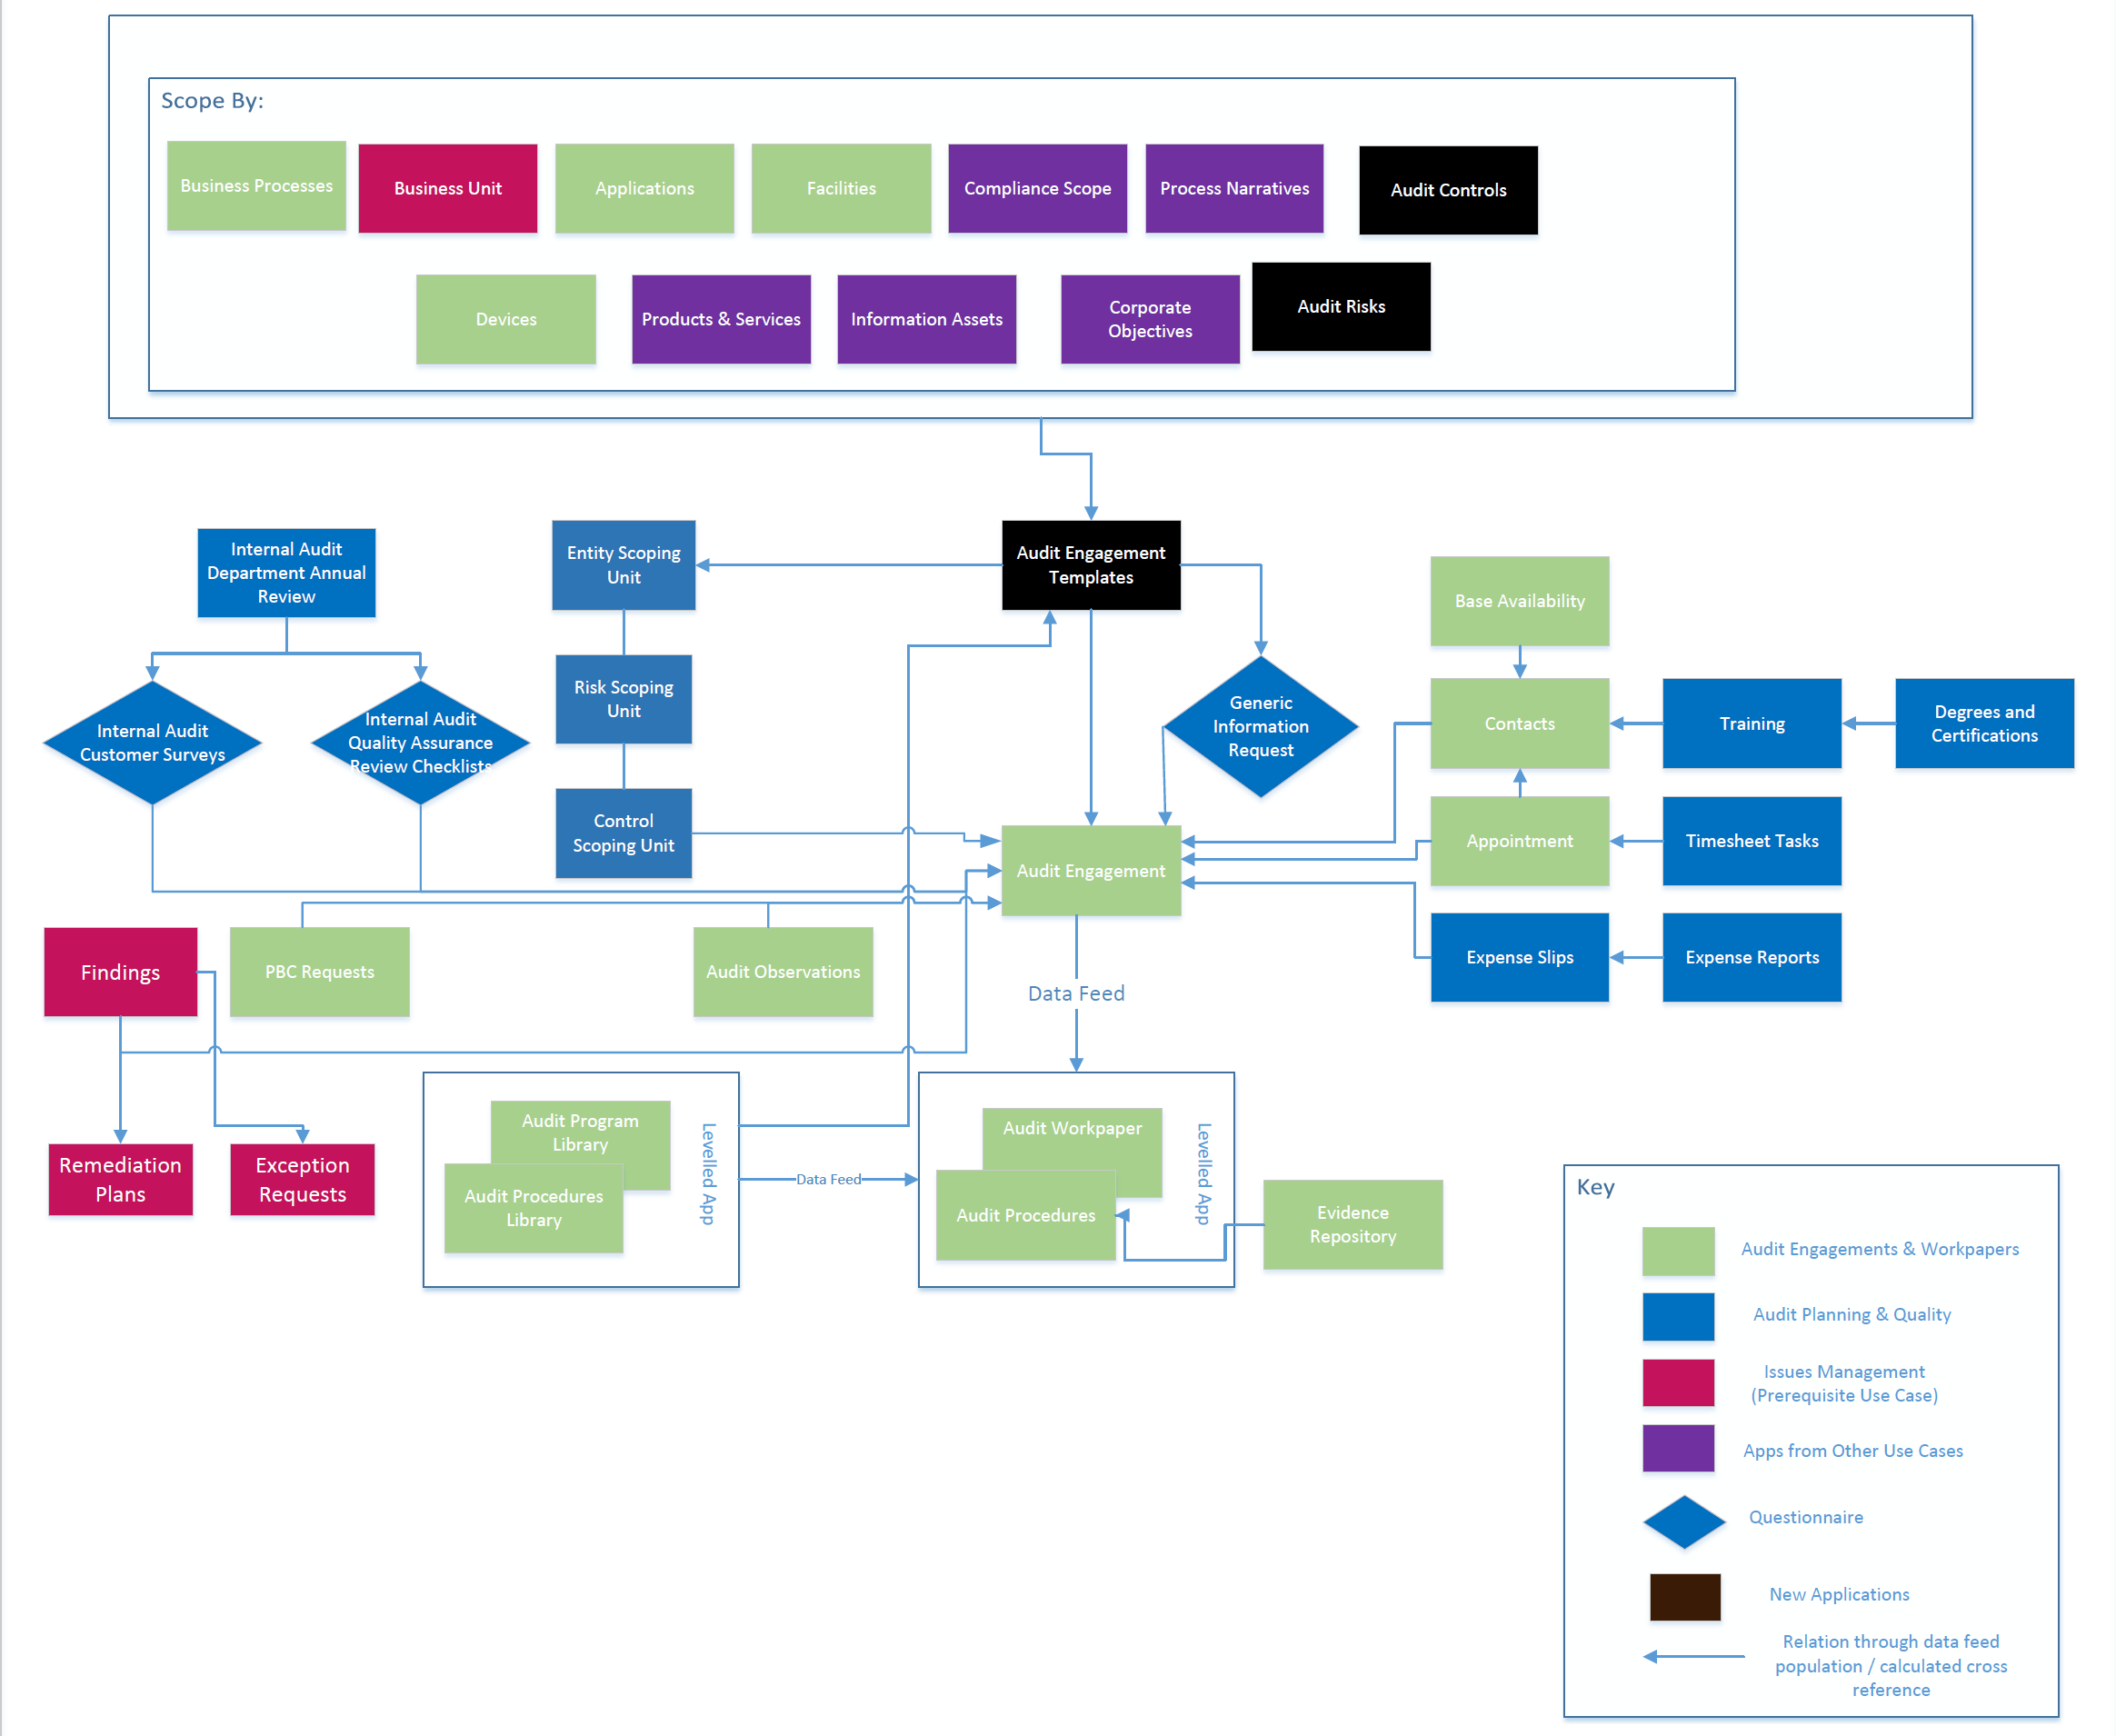 Scope By:
Business Processes
Business Unit
Applications
Facilities
Compliance Scope
Process Narratives
Audit Controls
Devices
Products & Services
Information Assets
Corporate
Objectives
Audit Risks
Internal Audit
Department Annual
Review
Entity Scoping
Unit
Audit Engagement
Templates
Base Availability
Internal Audit
Customer Surveys
Internal Audit
Quality Assurance
Review Checklists
Risk Scoping
Unit
Generic
Information
Request
Contacts
Training
Degrees and
Certifications
Control
Scoping Unit
Audit Engagement
Appointment
Timesheet Tasks
Findings
PBC Requests
Audit Observations
Data Feed
Expense Slips
Expense Reports
Remediation
Plans
Exception
Requests
Audit Program
Library
Audit Procedures
Library
Levelled App
Data Feed
Audit Workpaper
Audit Procedures
Levelled App
Evidence
Repository
Key
Audit Engagements & Workpapers
Audit Planning & Quality
Issues Management
(Prerequisite Use Case)
Apps from Other Use Cases
Questionnaire
New Applications
Relation through data feed
population / calculated cross
reference